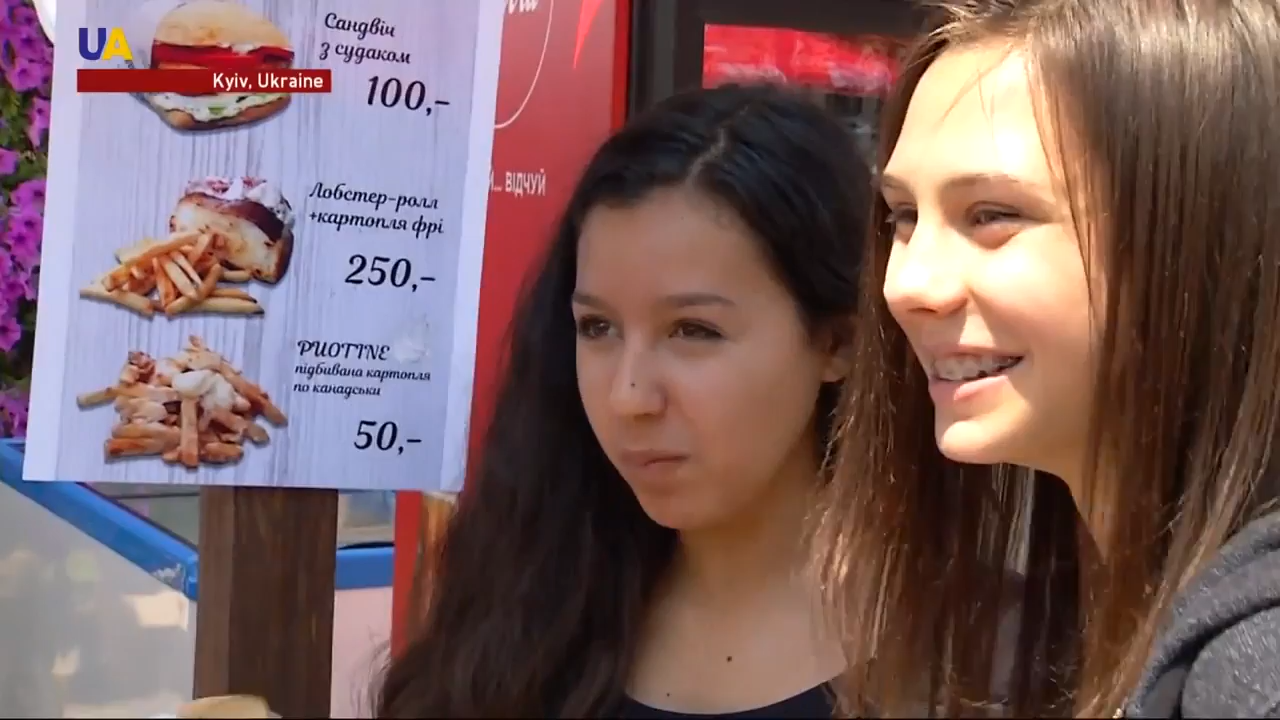 UA
Kyiv, Ukraine
Сандвіч
з судаком
100,-
Лобстер-ролл
+картопля фрі
250,-
PUOTINE
підбивана картопля
по канадськи
50,-
ВІДЧУЙ